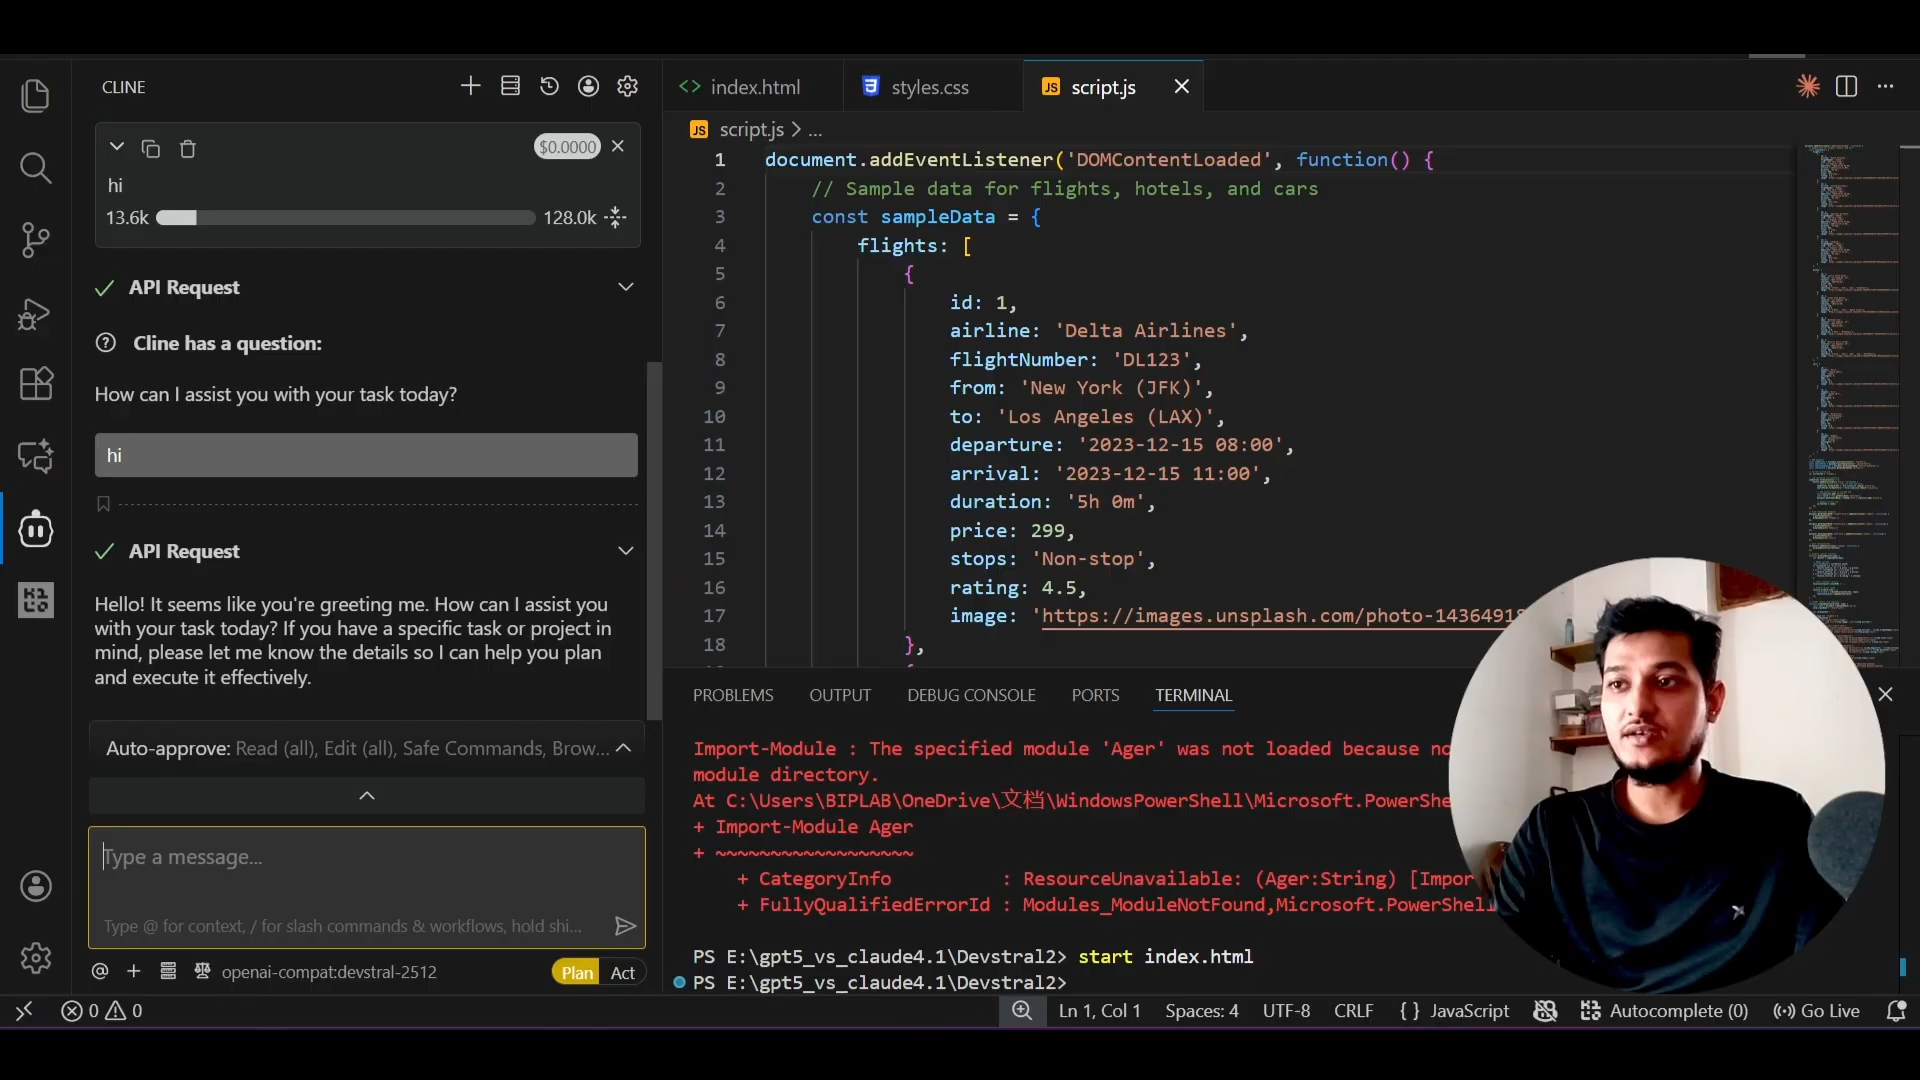 CLINE
$0.0000
hi
13.6k 128.0k
API Request
Cline has a question:
How can I assist you with your task today?
hi
API Request
Hello! It seems like you're greeting me. How can I assist you
with your task today? If you have a specific task or project in
mind, please let me know the details so I can help you plan
and execute it effectively.
Auto-approve: Read (all), Edit (all), Safe Commands, Brow...
Type a message...
Type @ for context, / for slash commands & workflows, hold shi...
@ + openai-compat:devstral-2512 Plan Act
index.html styles.css JS script.js
JS script.js > ...
1 document.addEventListener('DOMContentLoaded', function() {
2 // Sample data for flights, hotels, and cars
3 const sampleData = {
4 flights: [
5 {
6 id: 1,
7 airline: 'Delta Airlines',
8 flightNumber: 'DL123',
9 from: 'New York (JFK)',
10 to: 'Los Angeles (LAX)',
11 departure: '2023-12-15 08:00',
12 arrival: '2023-12-15 11:00',
13 duration: '5h 0m',
14 price: 299,
15 stops: 'Non-stop',
16 rating: 4.5,
17 image: 'https://images.unsplash.com/photo-1436491
18 },
PROBLEMS OUTPUT DEBUG CONSOLE PORTS TERMINAL
Import-Module : The specified module 'Ager' was not loaded because no
module directory.
At C:\Users\BIPLAB\OneDrive\文档\WindowsPowerShell\Microsoft.PowerShe
+ Import-Module Ager
+ ~~~~~~~~~~~~~~~~~~
+ CategoryInfo : ResourceUnavailable: (Ager:String) [Impor
+ FullyQualifiedErrorId : Modules_ModuleNotFound,Microsoft.PowerShell
PS E:\gpt5_vs_claude4.1\Devstral2> start index.html
PS E:\gpt5_vs_claude4.1\Devstral2>
0 0 Ln 1, Col 1 Spaces: 4 UTF-8 CRLF { } JavaScript Autocomplete (0) Go Live